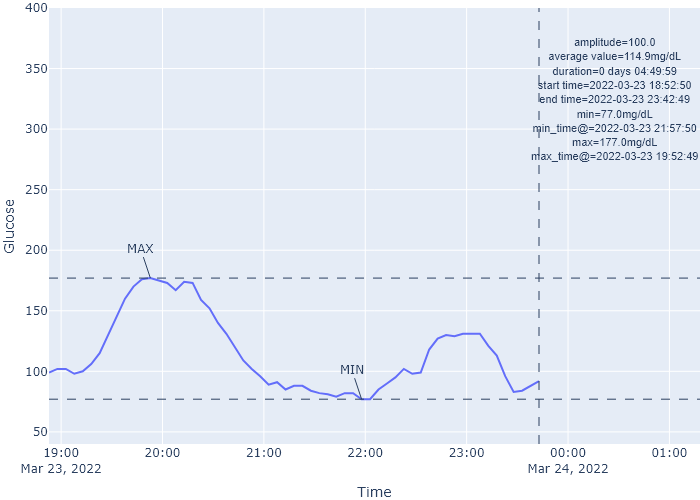 400
350
300
250
200
150
100
50
Glucose
amplitude=100.0
average value=114.9mg/dL
duration=0 days 04:49:59
start time=2022-03-23 18:52:50
end time=2022-03-23 23:42:49
min=77.0mg/dL
min_time@=2022-03-23 21:57:50
max=177.0mg/dL
max_time@=2022-03-23 19:52:49
MAX
MIN
19:00 20:00 21:00 22:00 23:00 00:00 01:00
Mar 23, 2022 Mar 24, 2022
Time